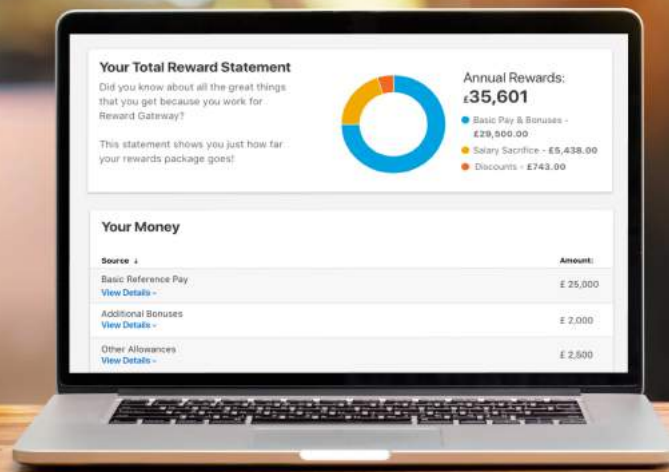 Your Total Reward Statement
Did you know about all the great things
that you get because you work for
Reward Gateway?
This statement shows you just how far
your rewards package goes!
Annual Rewards:
£35,601
Basic Pay & Bonuses -
£29,500.00
Salary Sacrifice - £5,438.00
Discounts - £743.00
Your Money
Source ↓
Amount:
Basic Reference Pay
£ 25,000
View Details
Additional Bonuses
£ 2,000
View Details
Other Allowances
£ 2,500
View Details